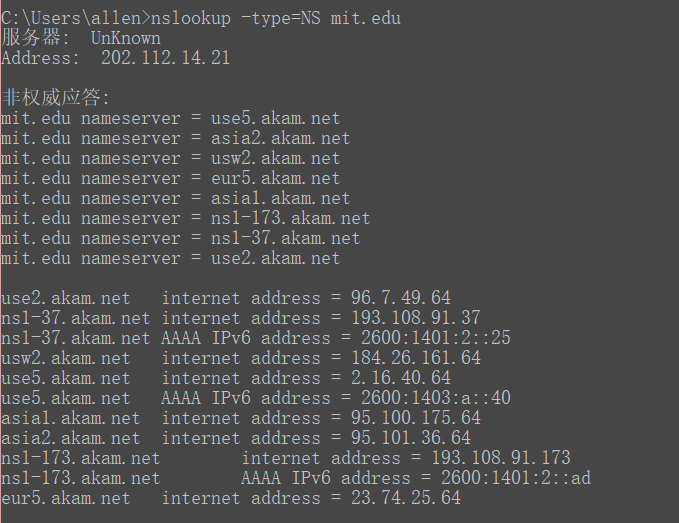 C:\Users\allen>nslookup -type=NS mit.edu
服务器:  UnKnown
Address:  202.112.14.21
非权威应答:
mit.edu nameserver = use5.akam.net
mit.edu nameserver = asia2.akam.net
mit.edu nameserver = usw2.akam.net
mit.edu nameserver = eur5.akam.net
mit.edu nameserver = asia1.akam.net
mit.edu nameserver = ns1-173.akam.net
mit.edu nameserver = ns1-37.akam.net
mit.edu nameserver = use2.akam.net
use2.akam.net   internet address = 96.7.49.64
ns1-37.akam.net internet address = 193.108.91.37
ns1-37.akam.net AAAA IPv6 address = 2600:1401:2::25
usw2.akam.net   internet address = 184.26.161.64
use5.akam.net   internet address = 2.16.40.64
use5.akam.net   AAAA IPv6 address = 2600:1403:a::40
asia1.akam.net  internet address = 95.100.175.64
asia2.akam.net  internet address = 95.101.36.64
ns1-173.akam.net        internet address = 193.108.91.173
ns1-173.akam.net        AAAA IPv6 address = 2600:1401:2::ad
eur5.akam.net   internet address = 23.74.25.64